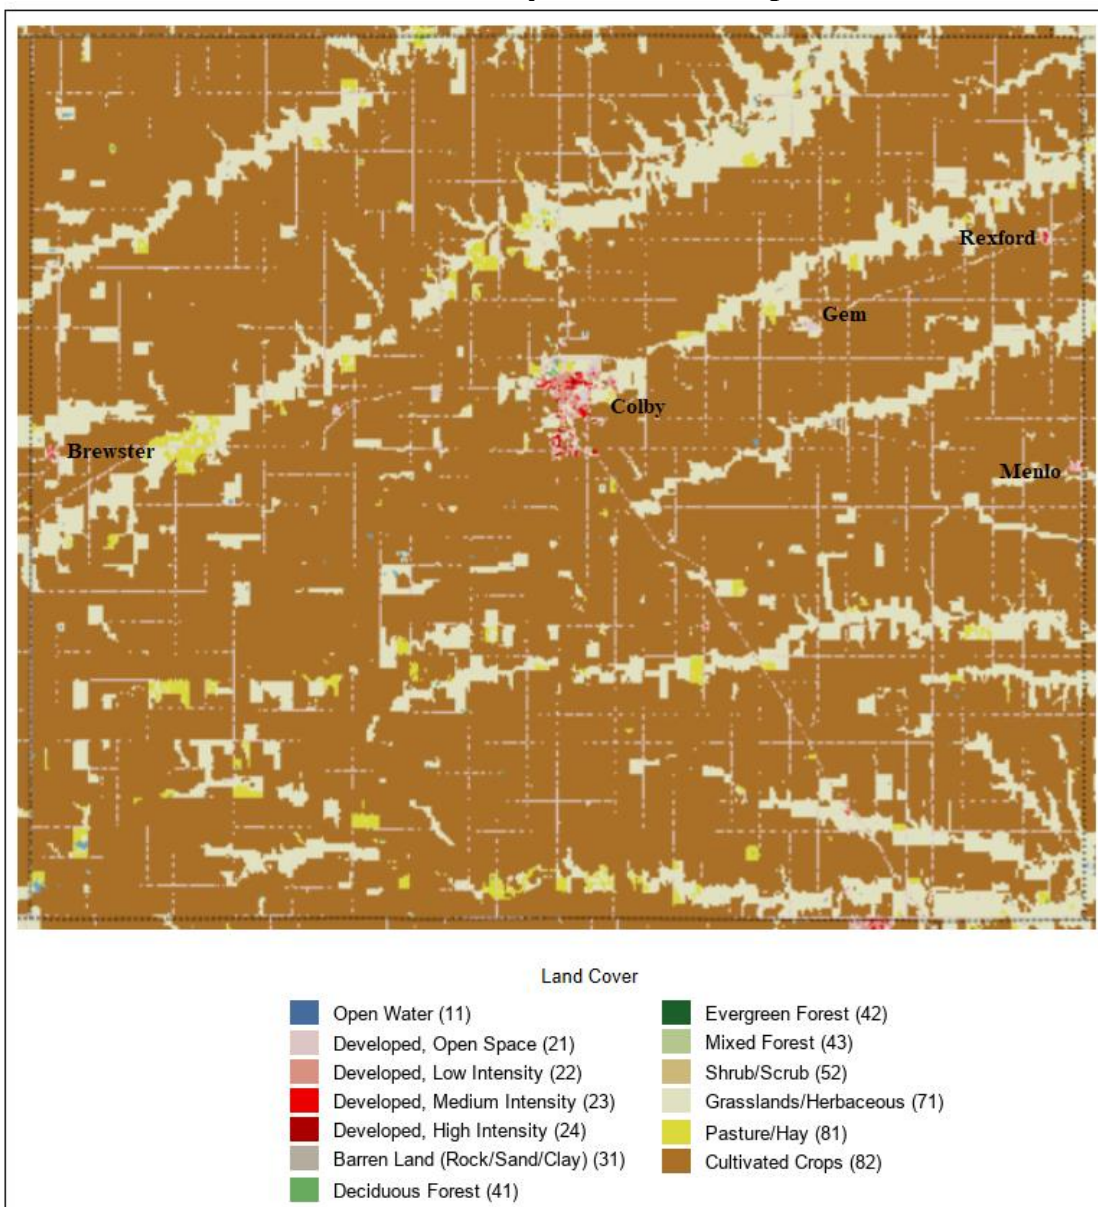 Rexford
Gem
Colby
Brewster
Menlo
Land Cover
Open Water (11)
Developed, Open Space (21)
Developed, Low Intensity (22)
Developed, Medium Intensity (23)
Developed, High Intensity (24)
Barren Land (Rock/Sand/Clay) (31)
Deciduous Forest (41)
Evergreen Forest (42)
Mixed Forest (43)
Shrub/Scrub (52)
Grasslands/Herbaceous (71)
Pasture/Hay (81)
Cultivated Crops (82)